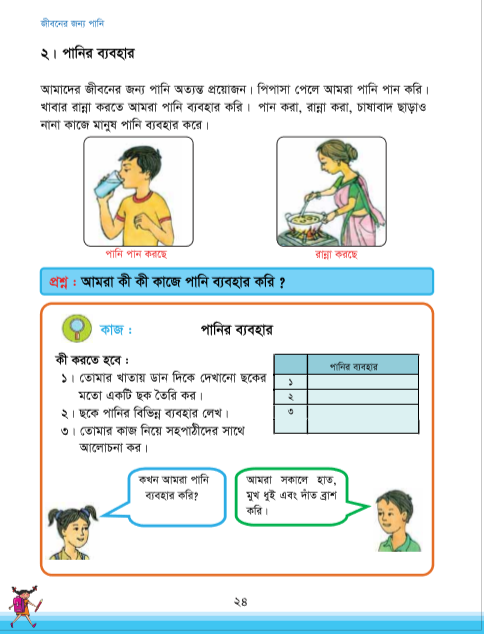 জীবনের জন্য পানি
২। পানির ব্যবহার
আমাদের জীবনের জন্য পানি অত্যন্ত প্রয়োজন। পিপাসা পেলে আমরা পানি পান করি।
খাবার রান্না করতে আমরা পানি ব্যবহার করি। পান করা, রান্না করা, চাষাবাদ ছাড়াও
নানা কাজে মানুষ পানি ব্যবহার করে।
পানি পান করছে
রান্না করছে
প্রশ্ন : আমরা কী কী কাজে পানি ব্যবহার করি ?
কাজ : পানির ব্যবহার
কী করতে হবে :
১। তোমার খাতায় ডান দিকে দেখানো ছকের
মতো একটি ছক তৈরি কর।
২। ছকে পানির বিভিন্ন ব্যবহার লেখ।
৩। তোমার কাজ নিয়ে সহপাঠীদের সাথে
আলোচনা কর।
পানির ব্যবহার
১
২
৩
কখন আমরা পানি
ব্যবহার করি?
আমরা সকালে হাত,
মুখ ধুই এবং দাঁত ব্রাশ
করি।
২৪